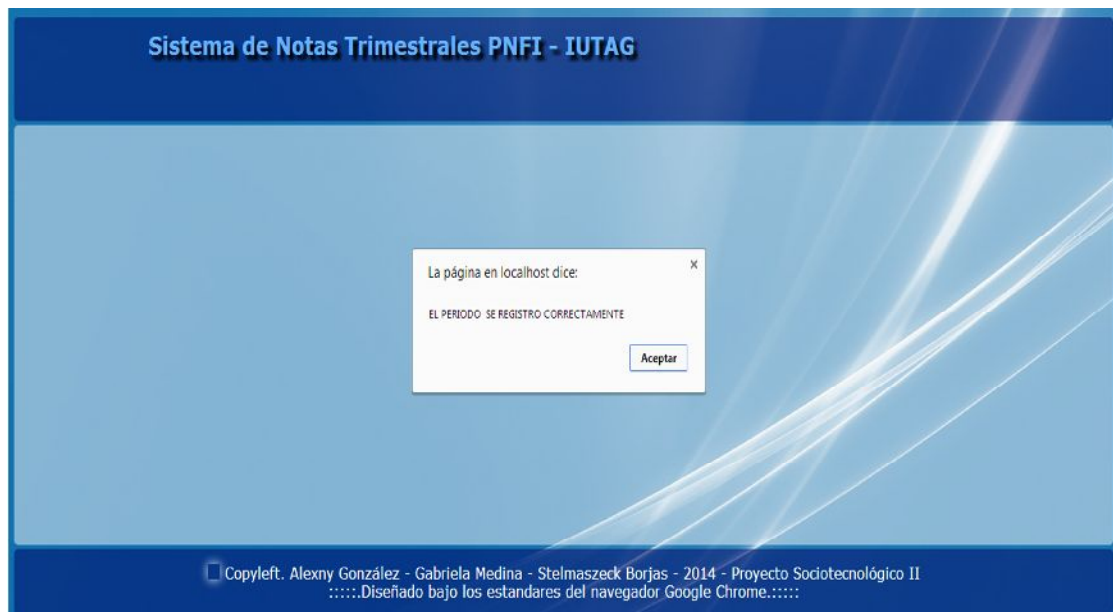 Sistema de Notas Trimestrales PNFI - IUTAG
La página en localhost dice:
x
EL PERIODO SE REGISTRO CORRECTAMENTE
Aceptar
Copyleft. Alexny González - Gabriela Medina - Stelmaszeck Borjas - 2014 - Proyecto Sociotecnológico II
:::::.Diseñado bajo los estandares del navegador Google Chrome.:::::